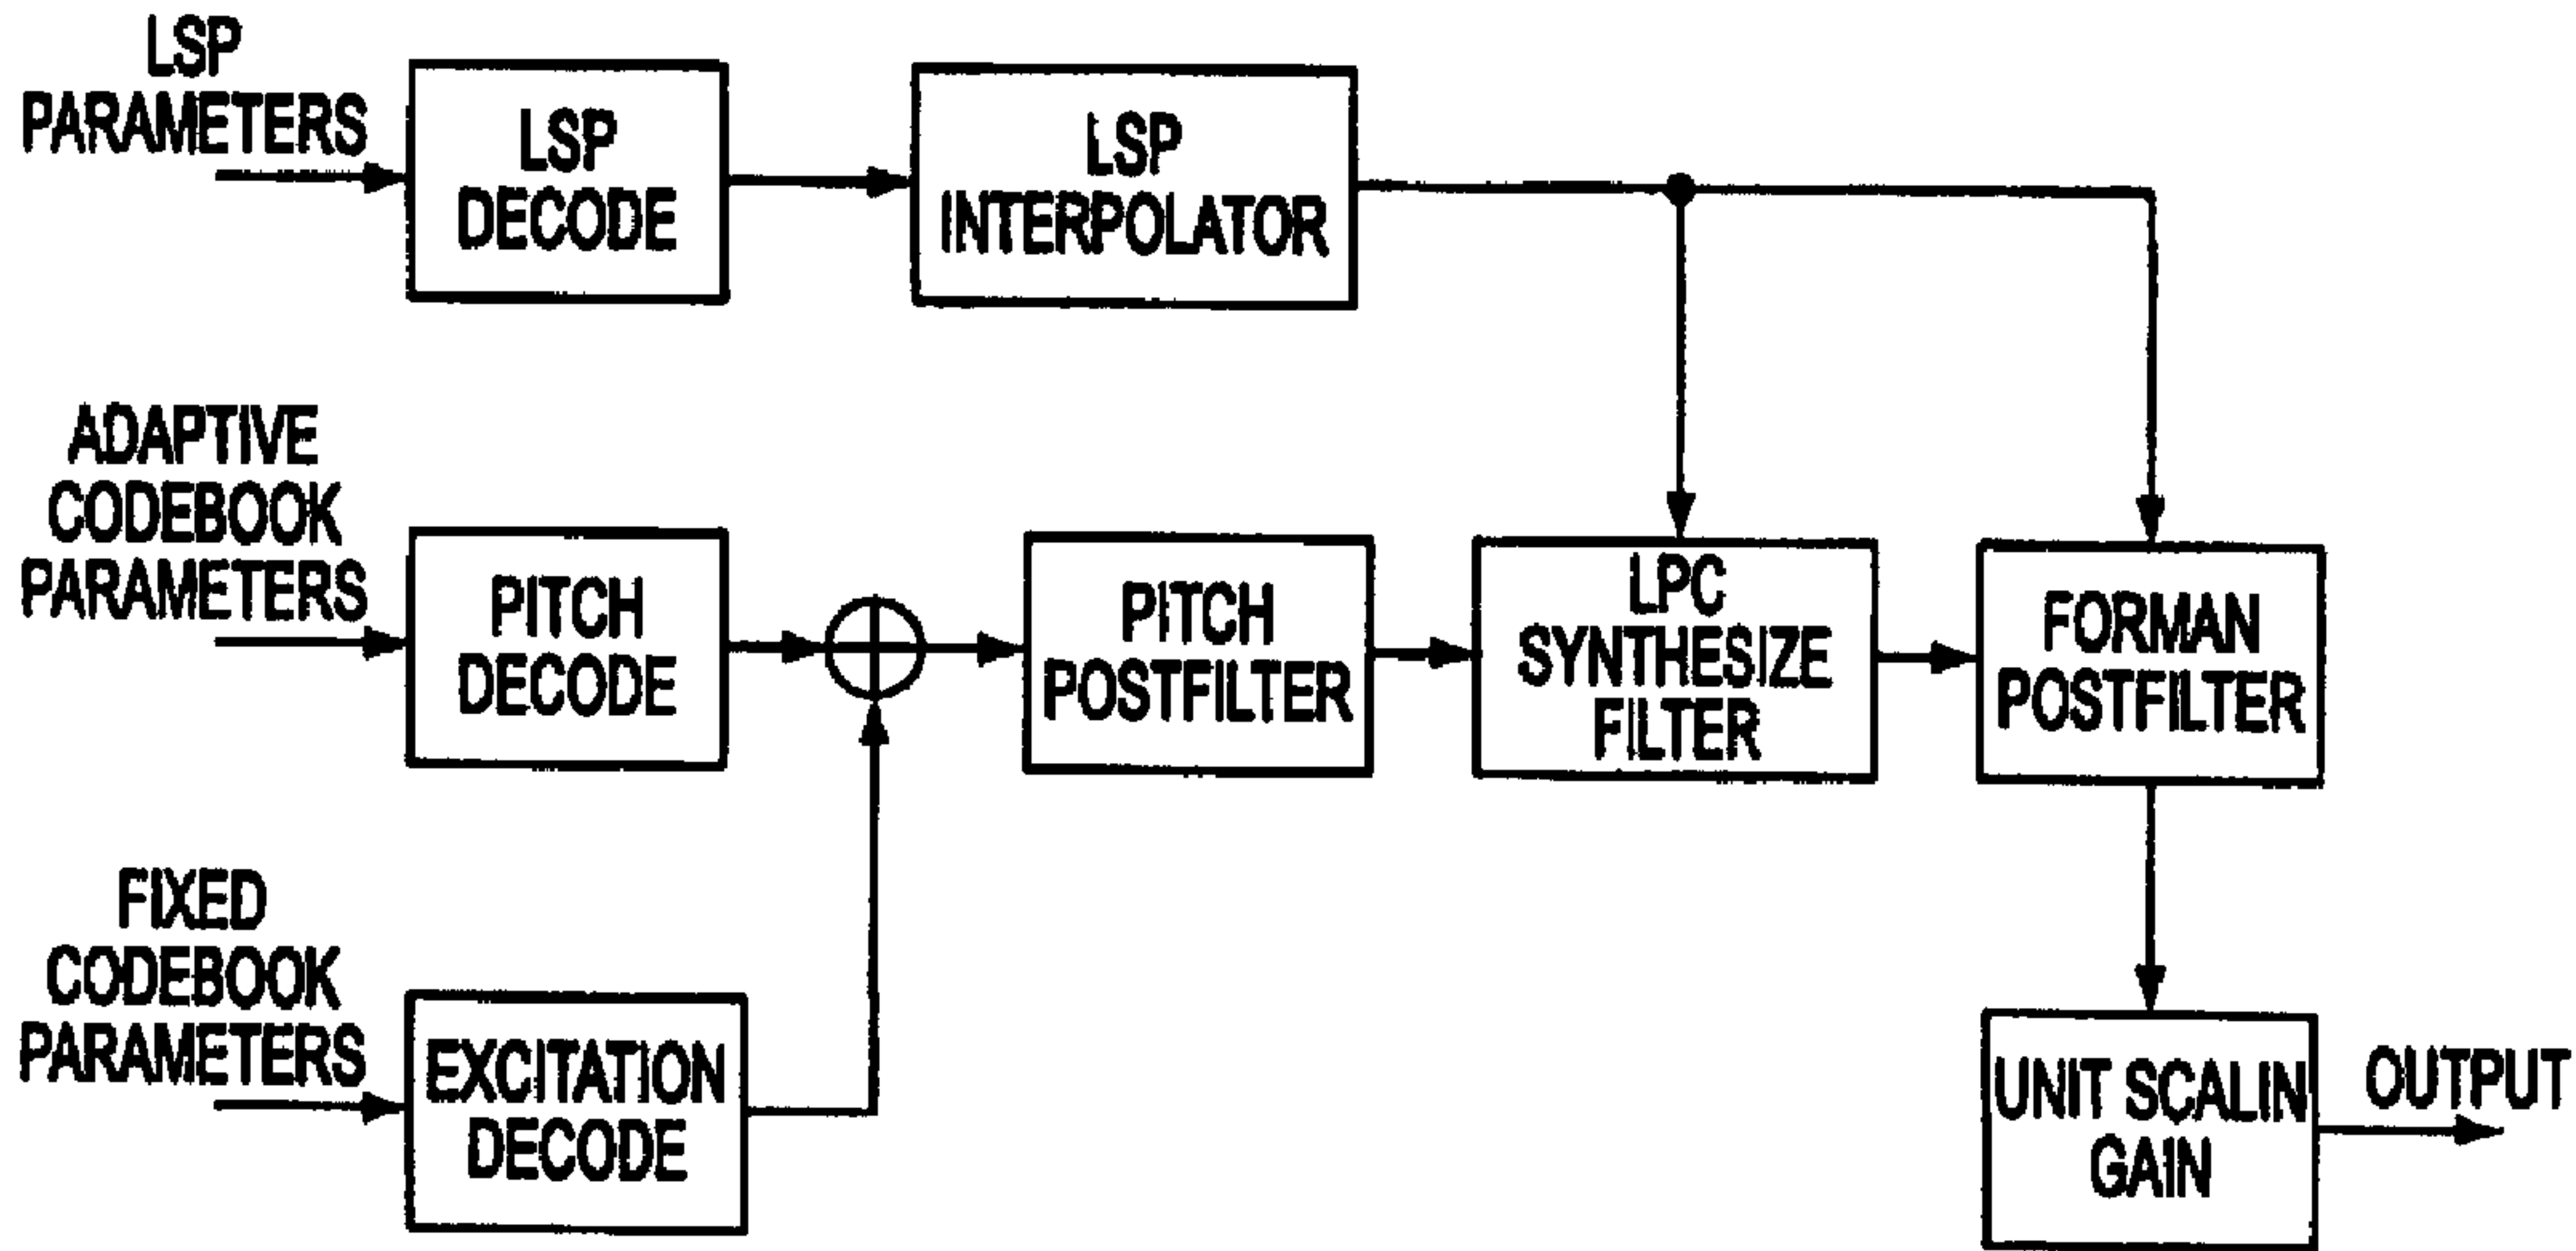 LSP
PARAMETERS
LSP
DECODE
LSP
INTERPOLATOR
ADAPTIVE
CODEBOOK
PARAMETERS
PITCH
DECODE
PITCH
POSTFILTER
LPC
SYNTHESIZE
FILTER
FORMAN
POSTFILTER
FIXED
CODEBOOK
PARAMETERS
EXCITATION
DECODE
UNIT SCALIN
GAIN
OUTPUT